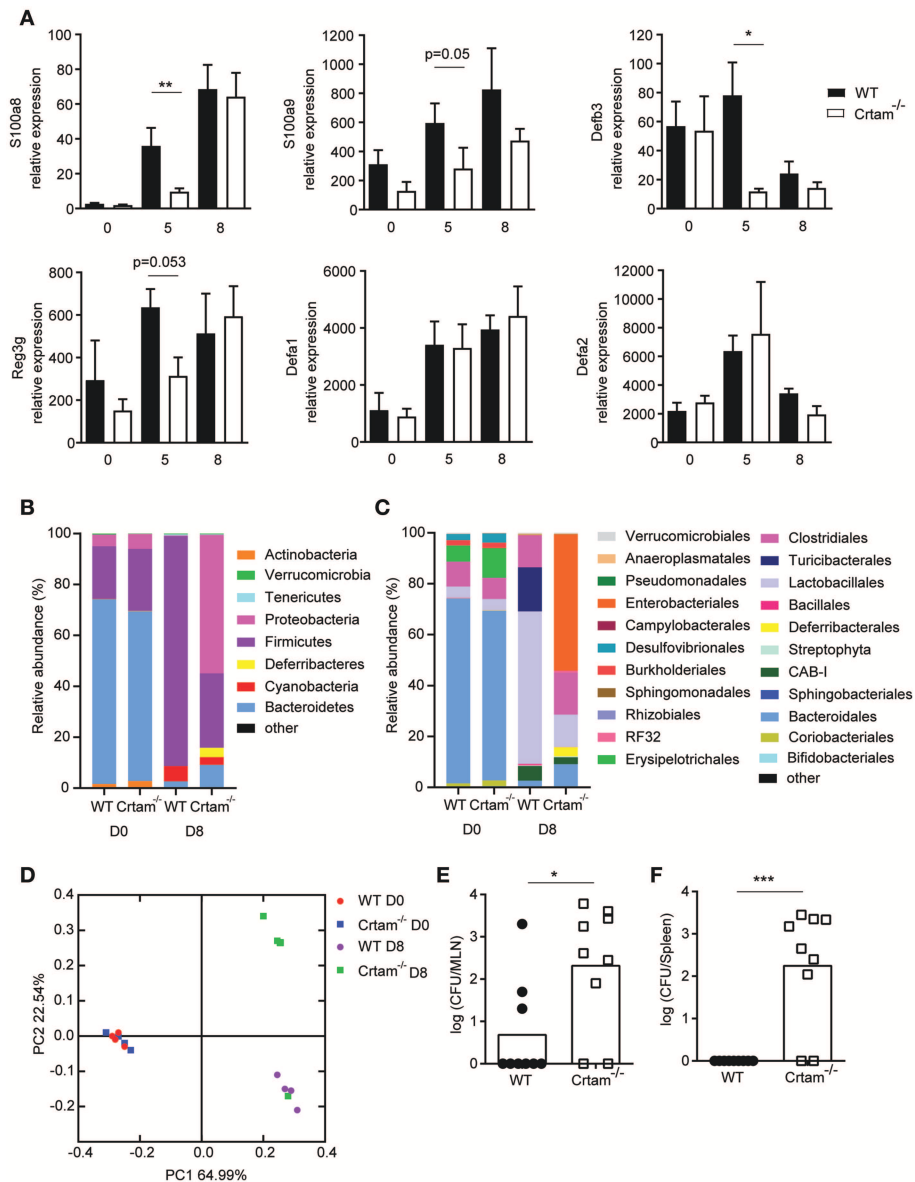 A
S100a8
relative expression
80
60
40
20
0
**
0 5 8
S100a9
relative expression
1200
1000
800
600
400
200
0
p=0.05
0 5 8
Defb3
relative expression
120
100
80
60
40
20
0
*
0 5 8
WT
Crtam-/-
Reg3g
relative expression
800
600
400
200
0
p=0.053
0 5 8
Defa1
relative expression
6000
4000
2000
0
0 5 8
Defa2
relative expression
12000
10000
8000
6000
4000
2000
0
0 5 8
B
Relative abundance (%)
100
80
60
40
20
0
WT Crtam-/- WT Crtam-/-
D0 D8
Actinobacteria
Verrucomicrobia
Tenericutes
Proteobacteria
Firmicutes
Deferribacteres
Cyanobacteria
Bacteroidetes
other
C
Relative abundance (%)
100
80
60
40
20
0
WT Crtam-/- WT Crtam-/-
D0 D8
Verrucomicrobiales
Anaeroplasmatales
Pseudomonadales
Enterobacteriales
Campylobacterales
Desulfovibrionales
Burkholderiales
Sphingomonadales
Rhizobiales
RF32
Erysipelotrichales
Clostridiales
Turicibacterales
Lactobacillales
Bacillales
Deferribacterales
Streptophyta
CAB-I
Sphingobacteriales
Bacteroidales
Coriobacteriales
Bifidobacteriales
other
D
PC2 22.54%
0.4
0.3
0.2
0.1
0.0
-0.1
-0.2
-0.4 -0.2 0.0 0.2 0.4
PC1 64.99%
WT D0
Crtam-/- D0
WT D8
Crtam-/- D8
E
log (CFU/MLN)
4
3
2
1
0
*
WT Crtam-/-
F
log (CFU/Spleen)
4
3
2
1
0
***
WT Crtam-/-